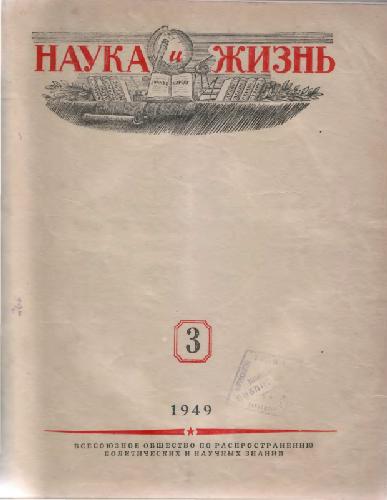 НАУКА и ЖИЗНЬ
3
1949
ВСЕСОЮЗНОЕ ОБЩЕСТВО ПО РАСПРОСТРАНЕНИЮ
ПОЛИТИЧЕСКИХ И НАУЧНЫХ ЗНАНИЙ